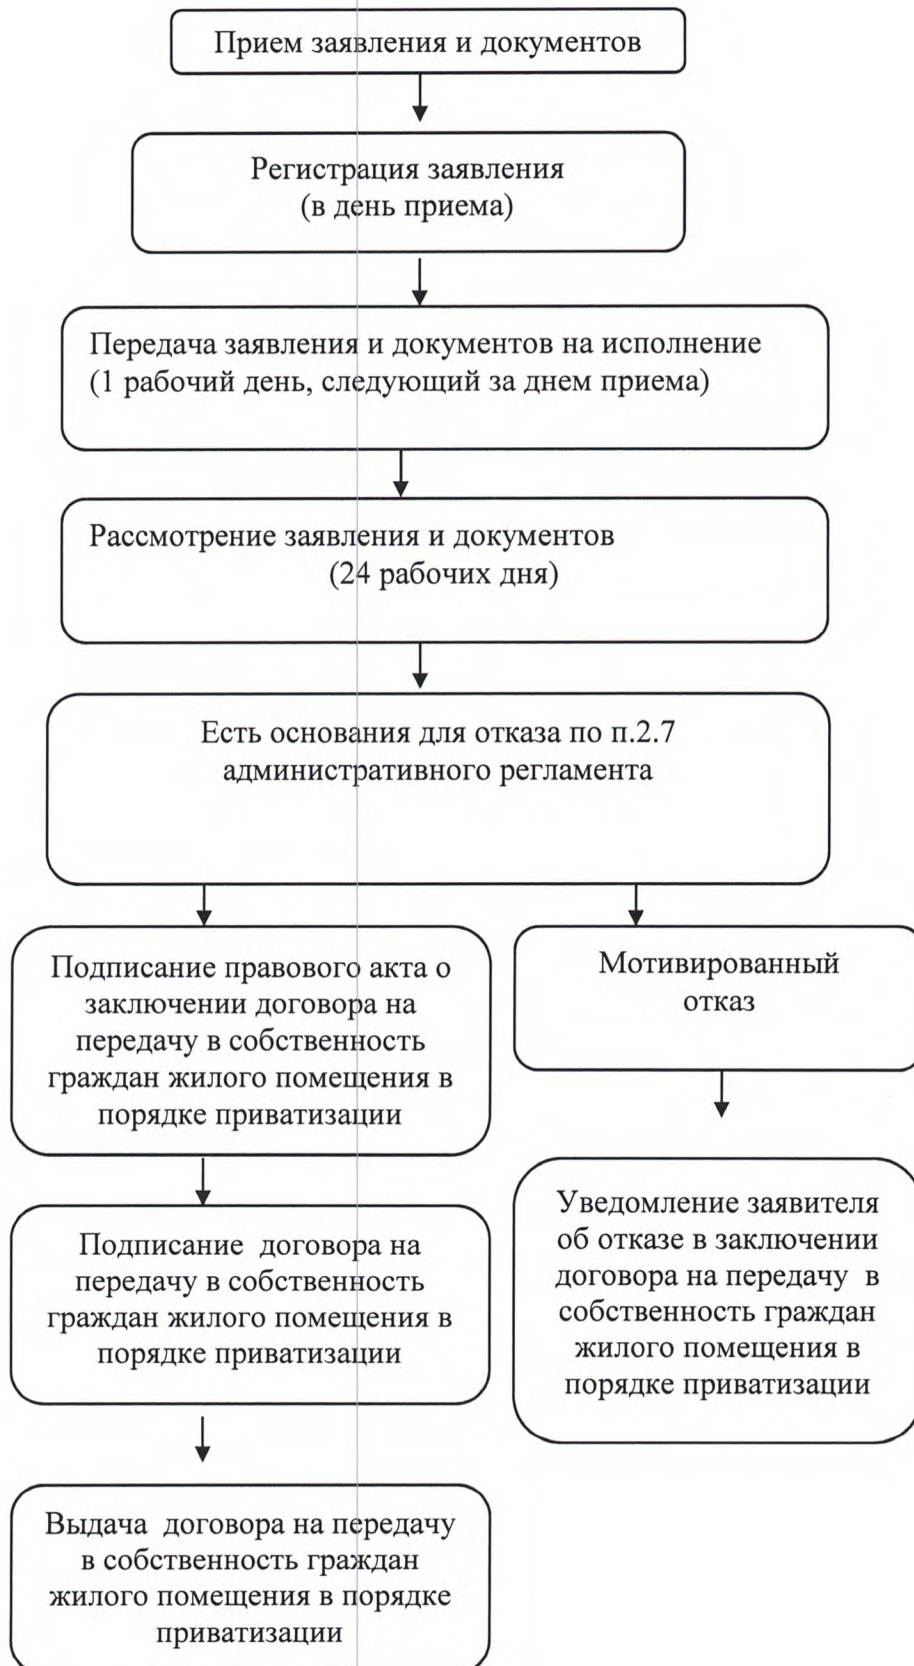 Прием заявления и документов
Регистрация заявления
(в день приема)
Передача заявления и документов на исполнение
(1 рабочий день, следующий за днем приема)
Рассмотрение заявления и документов
(24 рабочих дня)
Есть основания для отказа по п.2.7
административного регламента
Подписание правового акта о
заключении договора на
передачу в собственность
граждан жилого помещения в
порядке приватизации
Мотивированный
отказ
Подписание договора на
передачу в собственность
граждан жилого помещения в
порядке приватизации
Уведомление заявителя
об отказе в заключении
договора на передачу в
собственность граждан
жилого помещения в
порядке приватизации
Выдача договора на передачу
в собственность граждан
жилого помещения в порядке
приватизации